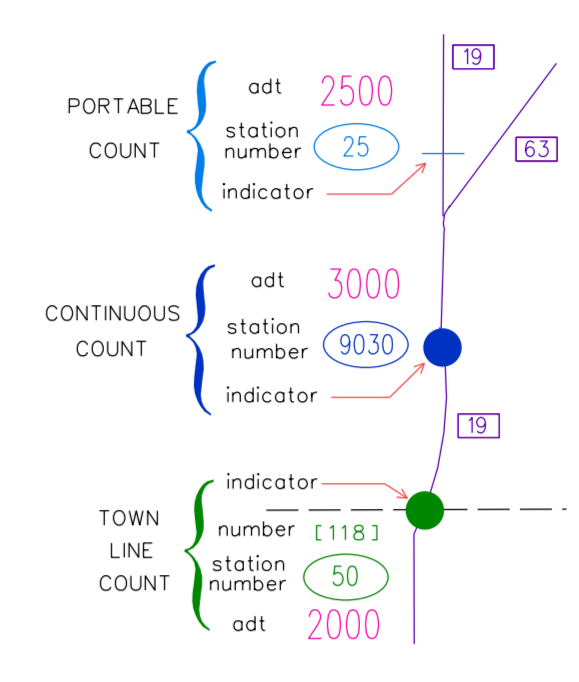 19
adt 2500
PORTABLE
COUNT
station
number 25
63
indicator
adt 3000
CONTINUOUS
COUNT
station
number 9030
indicator
19
indicator
TOWN
LINE
COUNT
number [118]
station
number 50
adt 2000